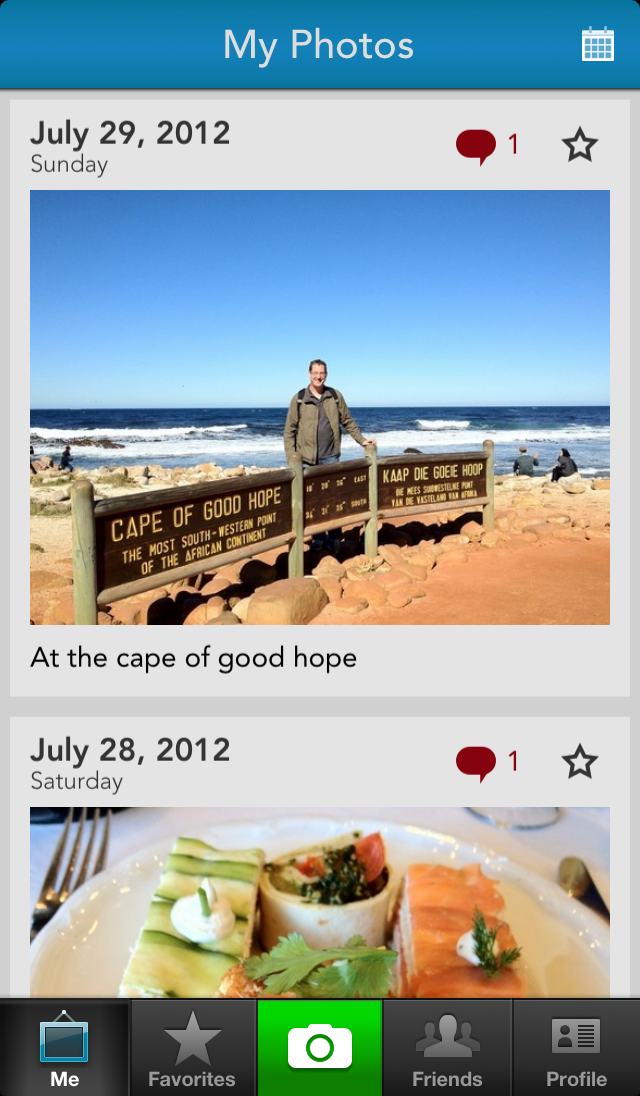 My Photos
July 29, 2012
1
Sunday
CAPE OF GOOD HOPE
THE MOST SOUTH-WESTERN POINT
OF THE AFRICAN CONTINENT
EAST
SOUTH
KAAP DIE GOEIE HOOP
DIE MEES SUIDWESTELIKE PUNT
VAN DIE VASTELAND VAN AFRIKA
At the cape of good hope
July 28, 2012
1
Saturday
Me
Favorites
Friends
Profile